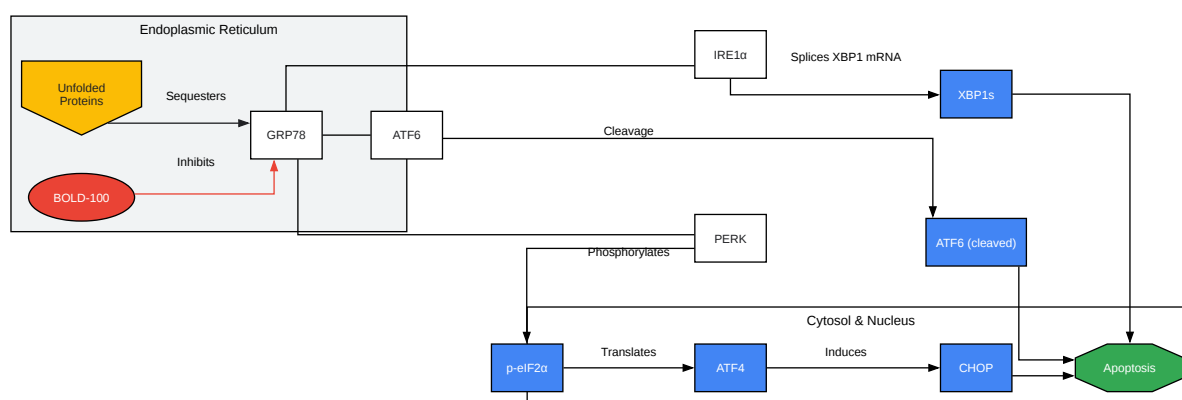 Endoplasmic Reticulum
Unfolded
Proteins
Sequesters
GRP78
ATF6
Inhibits
BOLD-100
IRE1α
Splices XBP1 mRNA
XBP1s
Cleavage
PERK
Phosphorylates
ATF6 (cleaved)
Cytosol & Nucleus
p-eIF2α
Translates
ATF4
Induces
CHOP
Apoptosis